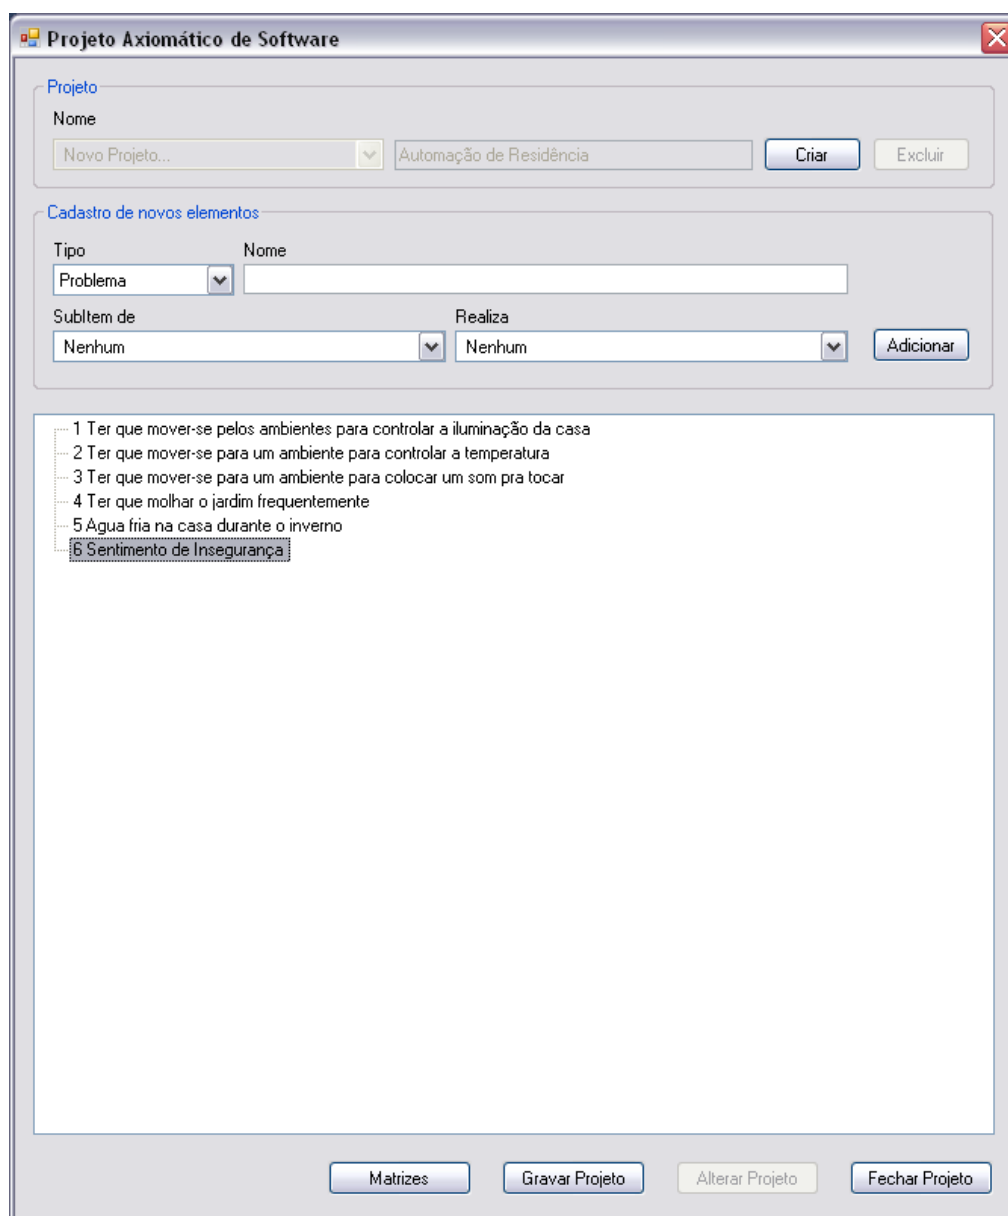 Projeto Axiomático de Software
Projeto
Nome
Novo Projeto... Automação de Residência Criar Excluir
Cadastro de novos elementos
Tipo Nome
Problema
SubItem de Realiza
Nenhum Nenhum Adicionar
1 Ter que mover-se pelos ambientes para controlar a iluminação da casa
2 Ter que mover-se para um ambiente para controlar a temperatura
3 Ter que mover-se para um ambiente para colocar um som pra tocar
4 Ter que molhar o jardim frequentemente
5 Agua fria na casa durante o inverno
6 Sentimento de Insegurança
Matrizes Gravar Projeto Alterar Projeto Fechar Projeto